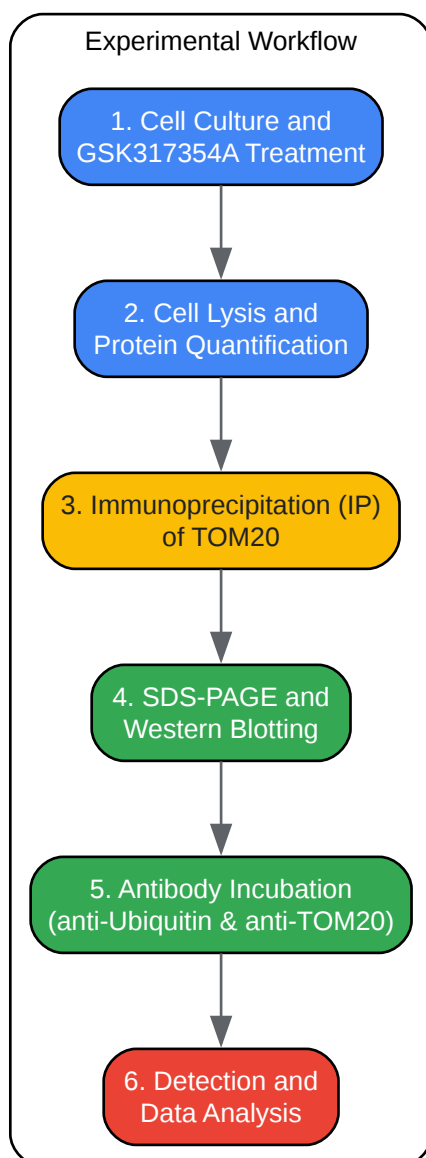 Experimental Workflow
1. Cell Culture and
GSK317354A Treatment
2. Cell Lysis and
Protein Quantification
3. Immunoprecipitation (IP)
of TOM20
4. SDS-PAGE and
Western Blotting
5. Antibody Incubation
(anti-Ubiquitin & anti-TOM20)
6. Detection and
Data Analysis